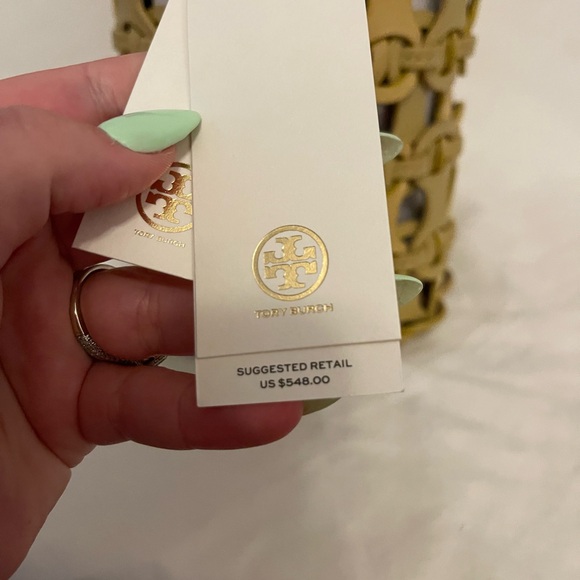 TORY BURCH
TORY BURCH
SUGGESTED RETAIL
US $548.00